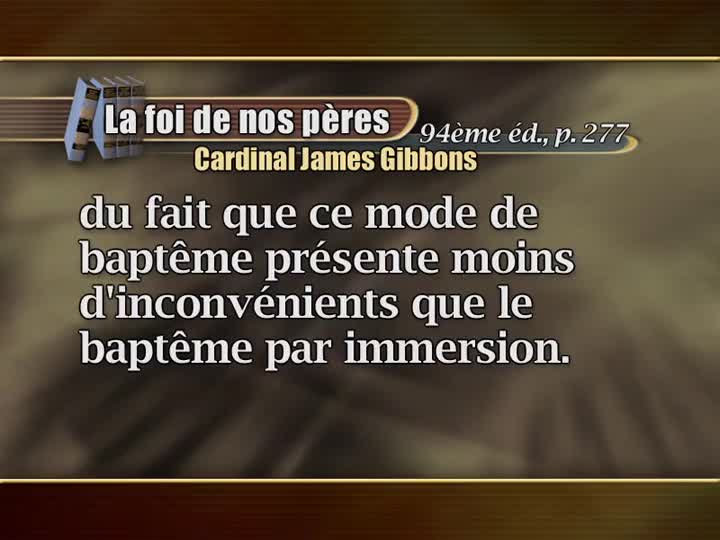 La foi de nos pères
94ème éd., p. 277
Cardinal James Gibbons
du fait que ce mode de
baptême présente moins
d'inconvénients que le
baptême par immersion.